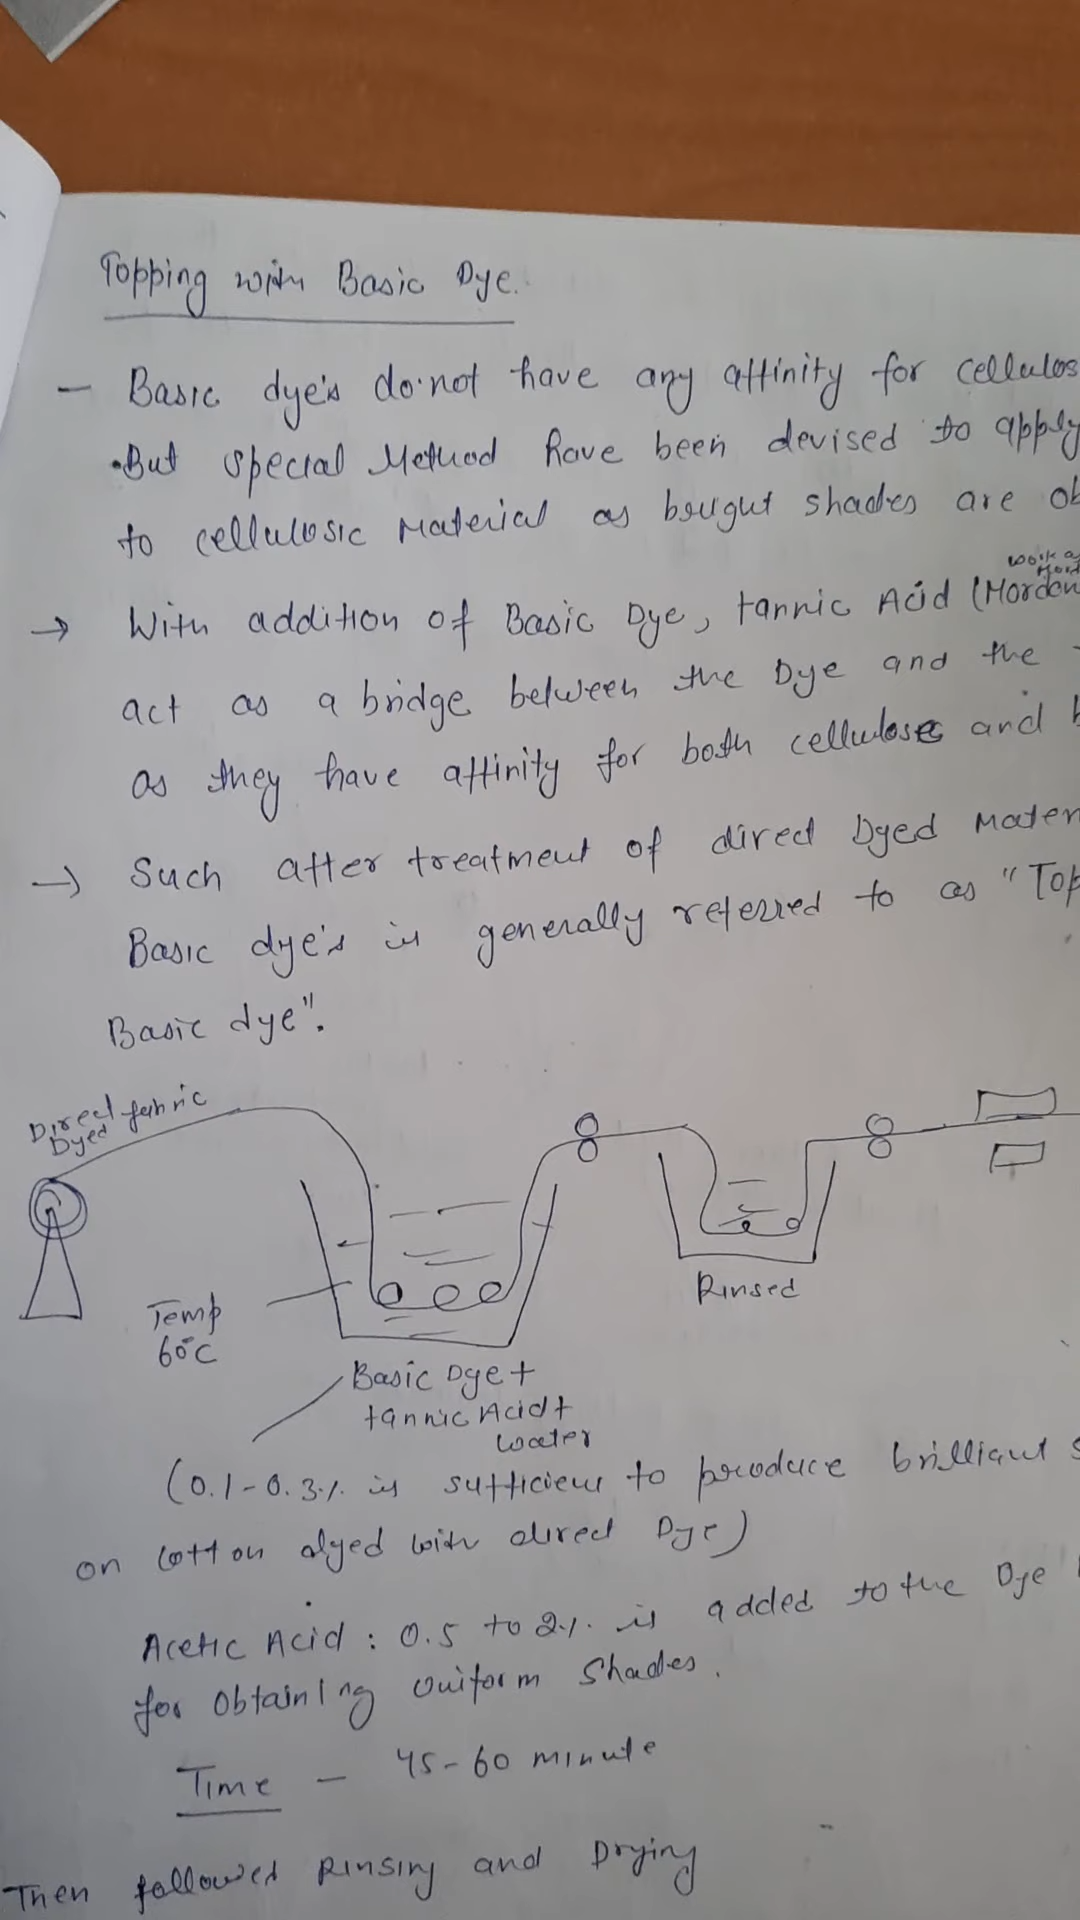 Topping with Basic Dye.
– Basic dye's do not have any affinity for cellulos
But special Method have been devised to apply
to cellulosic Material as bright shades are ob
work a
Mord
→ With addition of Basic Dye, tannic Acid (Mordan
act as a bridge between the Dye and the
as they have affinity for both celluloses and b
→ Such after treatment of direct Dyed Mater
Basic dye's is generally referred to as "Top
Basic dye".
Direct fabric
Dyed
Temp
60°C
Rinsed
Basic Dye +
tannic Acid +
water
(0.1-0.3% is sufficient to produce brilliant s
on Cotton dyed with direct Dye)
Acetic Acid : 0.5 to 2% is added to the Dye
for obtaining uniform Shades.
Time – 45-60 minute
Then followed Rinsing and Drying